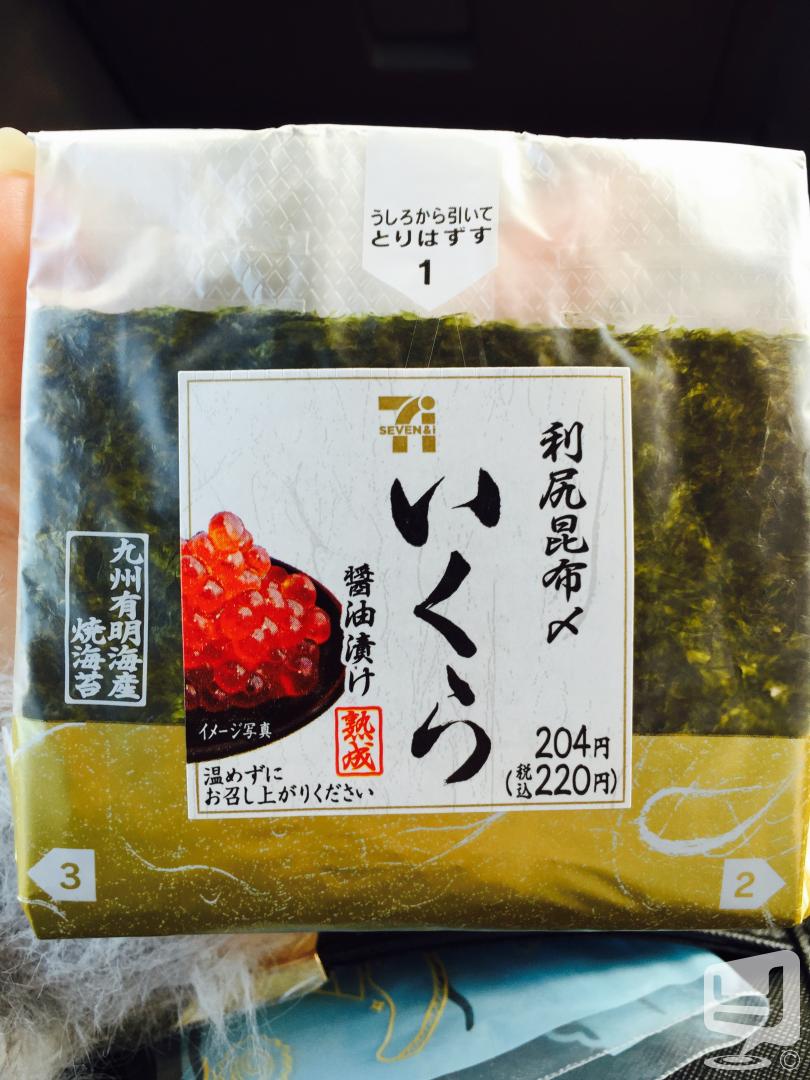 うしろから引いて
とりはずす
1
SEVEN&i
利尻昆布〆
いくら
醤油漬け
熟成
九州有明海産
焼海苔
イメージ写真
温めずに
お召し上がりください
204円
(税込220円)
3
2
©